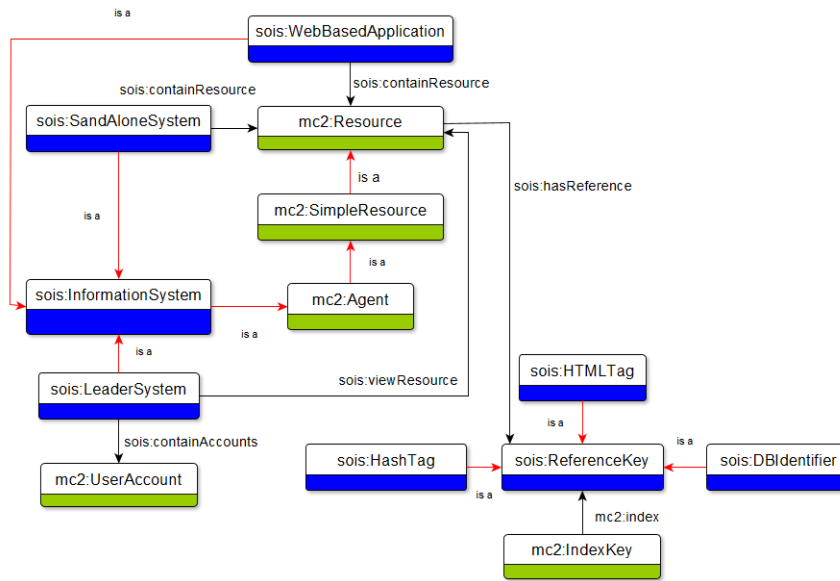 is a
sois:WebBasedApplication
sois:containResource
sois:containResource
sois:SandAloneSystem
mc2:Resource
is a
sois:hasReference
mc2:SimpleResource
is a
is a
sois:InformationSystem
mc2:Agent
is a
is a
sois:LeaderSystem
sois:viewResource
sois:HTMLTag
sois:containAccounts
is a
is a
sois:HashTag
sois:ReferenceKey
sois:DBIdentifier
mc2:UserAccount
is a
mc2:index
mc2:IndexKey